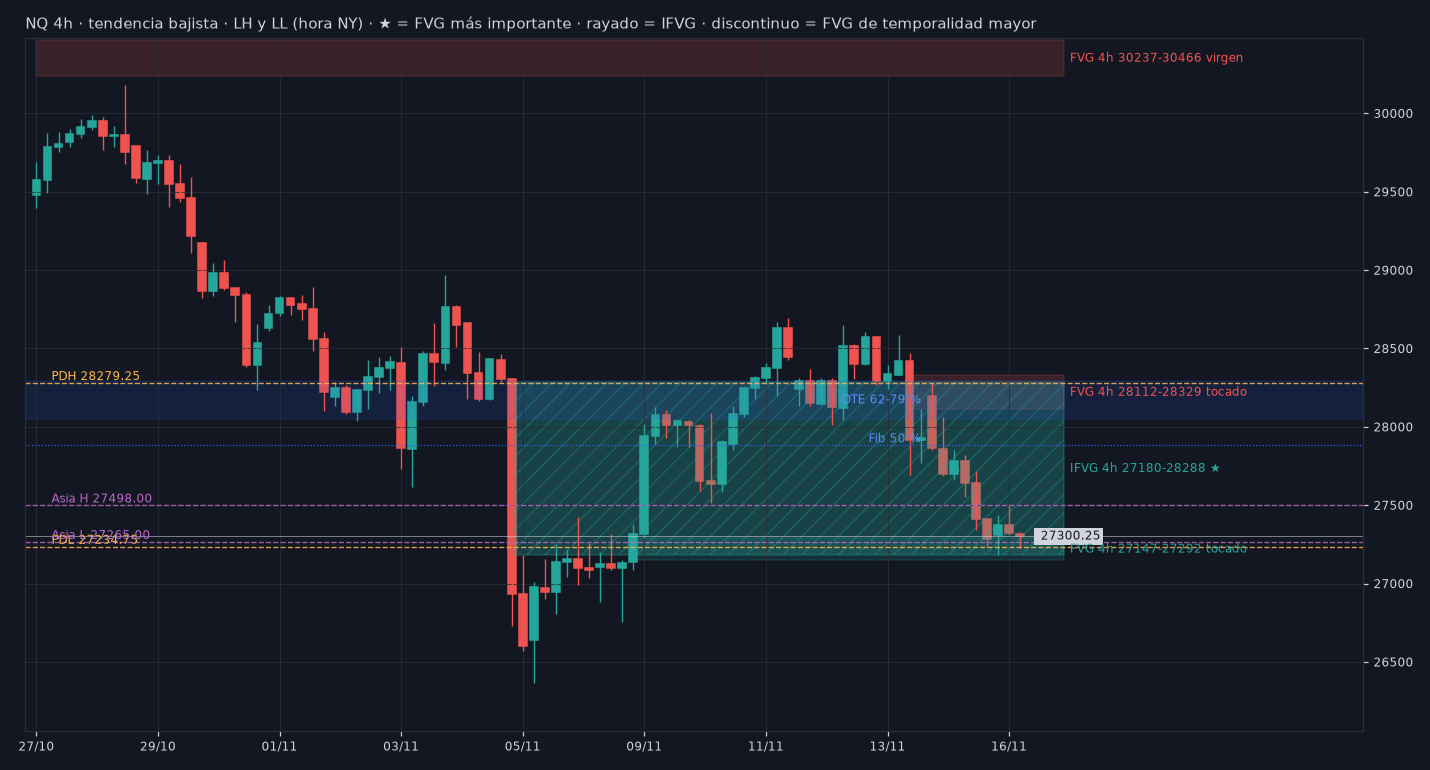 NQ 4h · tendencia bajista · LH y LL (hora NY) · ★ = FVG más importante · rayado = IFVG · discontinuo = FVG de temporalidad mayor
FVG 4h 30237-30466 virgen
30000
29500
29000
28500
PDH 28279.25
FVG 4h 28112-28329 tocado
OTE 62-79 %
28000
Fib 50 %
IFVG 4h 27180-28288 ★
Asia H 27498.00
27500
Asia L 27265.00
27300.25
PDL 27234.75
FVG 4h 27147-27292 tocado
27000
26500
27/10 29/10 01/11 03/11 05/11 09/11 11/11 13/11 16/11